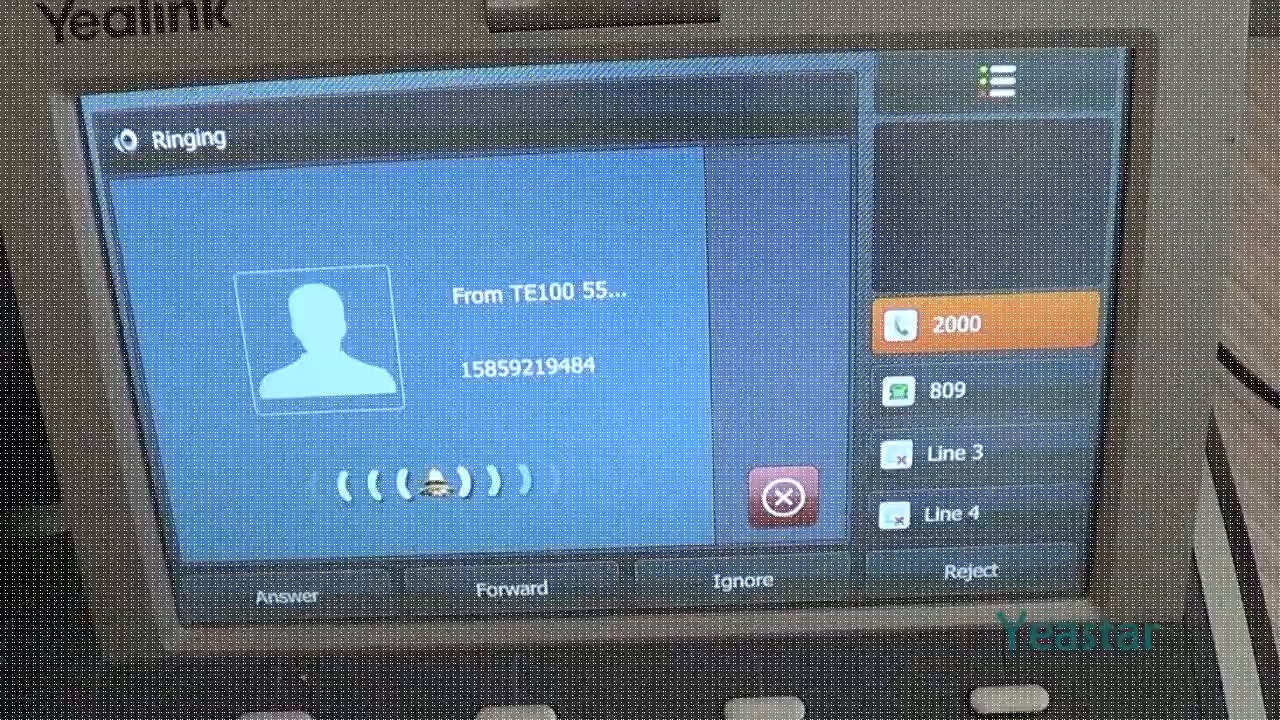 Yealink
Ringing
From TE100 55...
15859219484
2000
809
Line 3
Line 4
Answer
Forward
Ignore
Reject
Yeastar